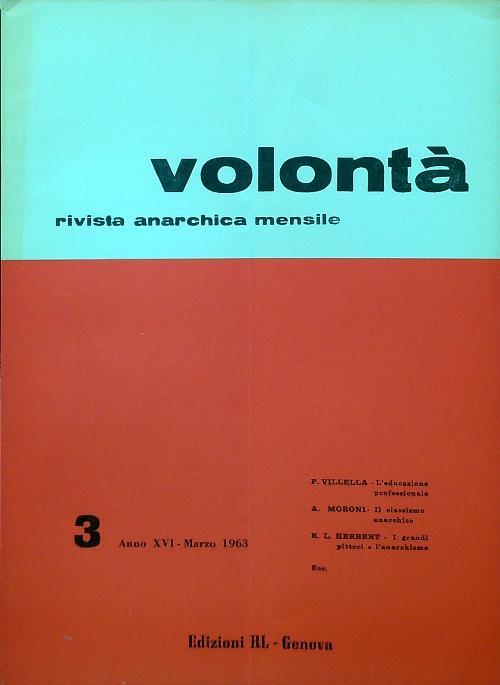 volontà
rivista anarchica mensile
P. VILLELLA - L'educazione
professionale
A. MORONI - Il classismo
anarchico
R. L. HERBERT - I grandi
pittori e l'anarchismo
Ecc.
3 Anno XVI - Marzo 1963
Edizioni RL - Genova